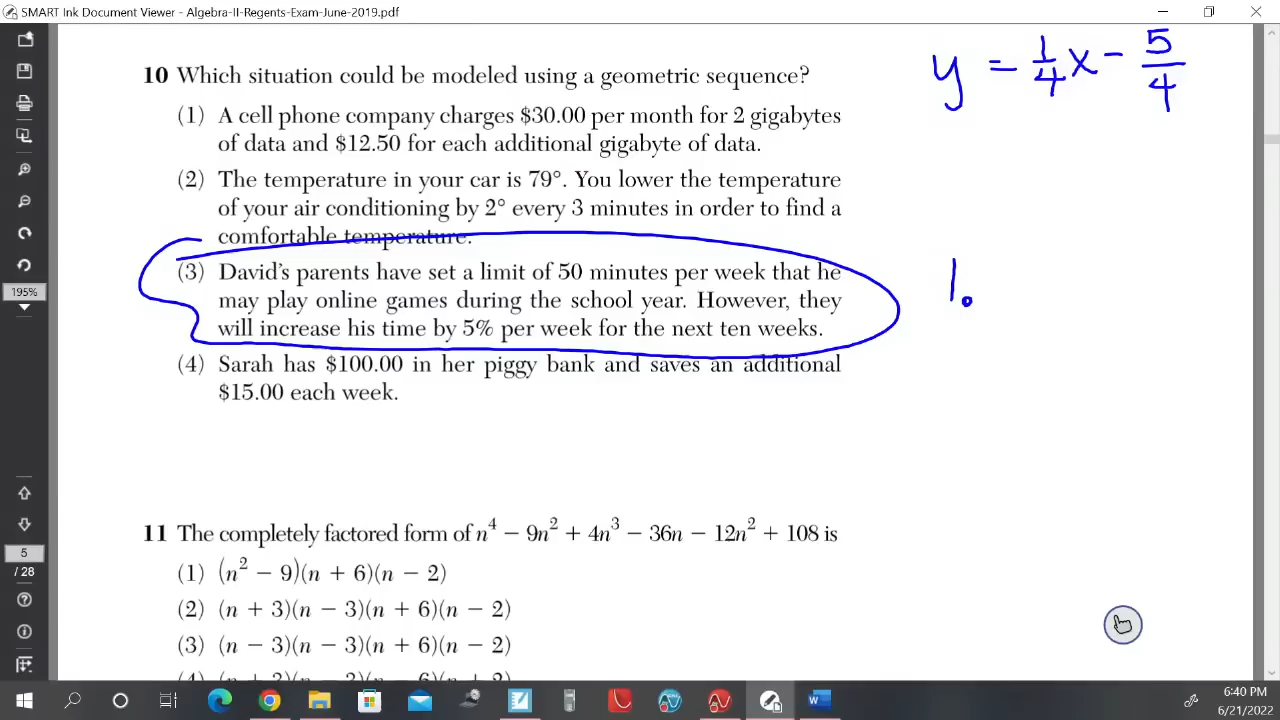 SMART Ink Document Viewer - Algebra-II-Regents-Exam-June-2019.pdf
y = 1/4 x - 5/4
10 Which situation could be modeled using a geometric sequence?
(1) A cell phone company charges $30.00 per month for 2 gigabytes
of data and $12.50 for each additional gigabyte of data.
(2) The temperature in your car is 79°. You lower the temperature
of your air conditioning by 2° every 3 minutes in order to find a
comfortable temperature.
(3) David's parents have set a limit of 50 minutes per week that he
may play online games during the school year. However, they
will increase his time by 5% per week for the next ten weeks.
1.
(4) Sarah has $100.00 in her piggy bank and saves an additional
$15.00 each week.
11 The completely factored form of n⁴ − 9n² + 4n³ − 36n − 12n² + 108 is
(1) (n² − 9)(n + 6)(n − 2)
(2) (n + 3)(n − 3)(n + 6)(n − 2)
(3) (n − 3)(n − 3)(n + 6)(n − 2)
195%
5
/ 28
6:40 PM
6/21/2022